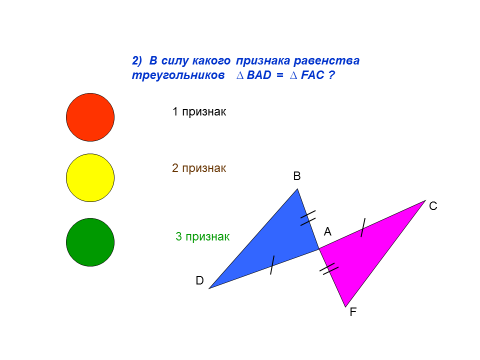 2) В силу какого признака равенства
треугольников ∆ BAD = ∆ FAC ?
1 признак
2 признак
3 признак
B
C
A
D
F